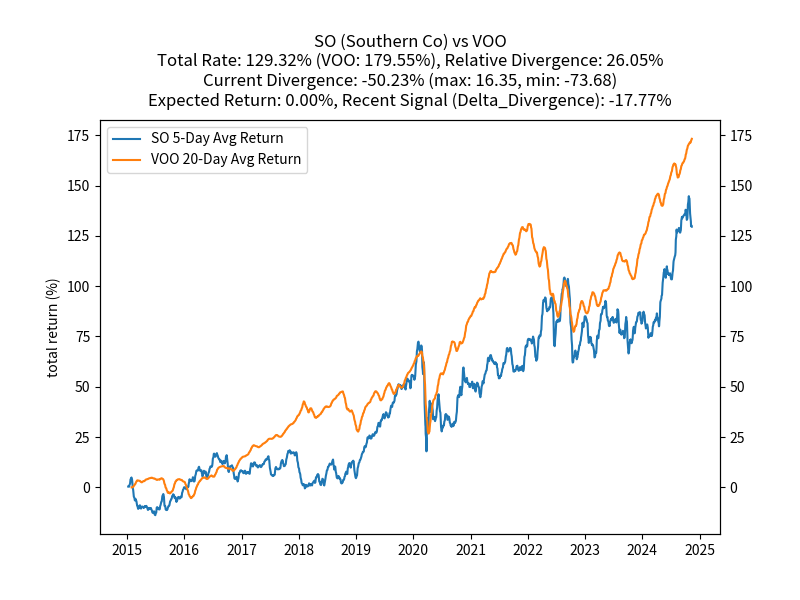 SO (Southern Co) vs VOO
Total Rate: 129.32% (VOO: 179.55%), Relative Divergence: 26.05%
Current Divergence: -50.23% (max: 16.35, min: -73.68)
Expected Return: 0.00%, Recent Signal (Delta_Divergence): -17.77%
SO 5-Day Avg Return
VOO 20-Day Avg Return
total return (%)
175
150
125
100
75
50
25
0
175
150
125
100
75
50
25
0
2015 2016 2017 2018 2019 2020 2021 2022 2023 2024 2025